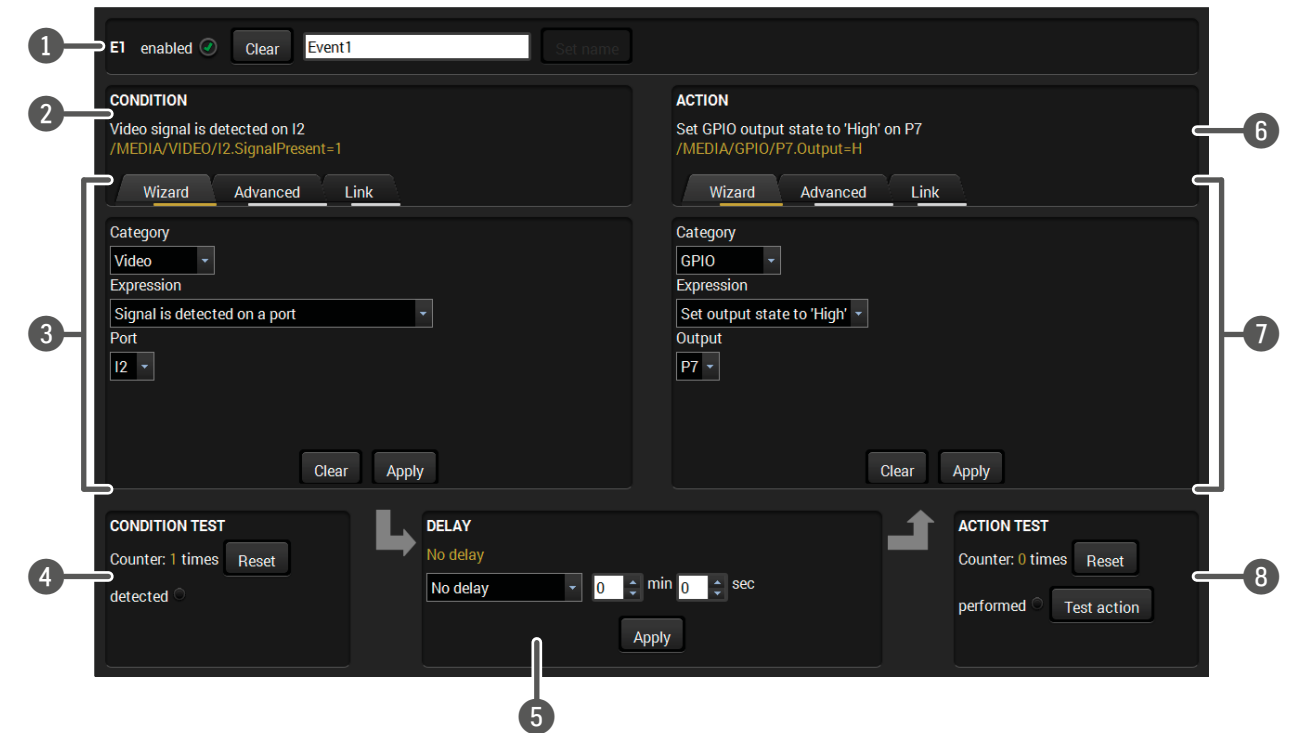 1
E1 enabled Clear Event1 Set name
2
CONDITION
Video signal is detected on I2
/MEDIA/VIDEO/I2.SignalPresent=1
Wizard Advanced Link
3
Category
Video
Expression
Signal is detected on a port
Port
I2
Clear Apply
ACTION
Set GPIO output state to 'High' on P7
/MEDIA/GPIO/P7.Output=H
6
Wizard Advanced Link
Category
GPIO
Expression
Set output state to 'High'
Output
P7
7
Clear Apply
4
CONDITION TEST
Counter: 1 times Reset
detected
DELAY
No delay
No delay 0 min 0 sec
Apply
5
ACTION TEST
Counter: 0 times Reset
performed Test action
8